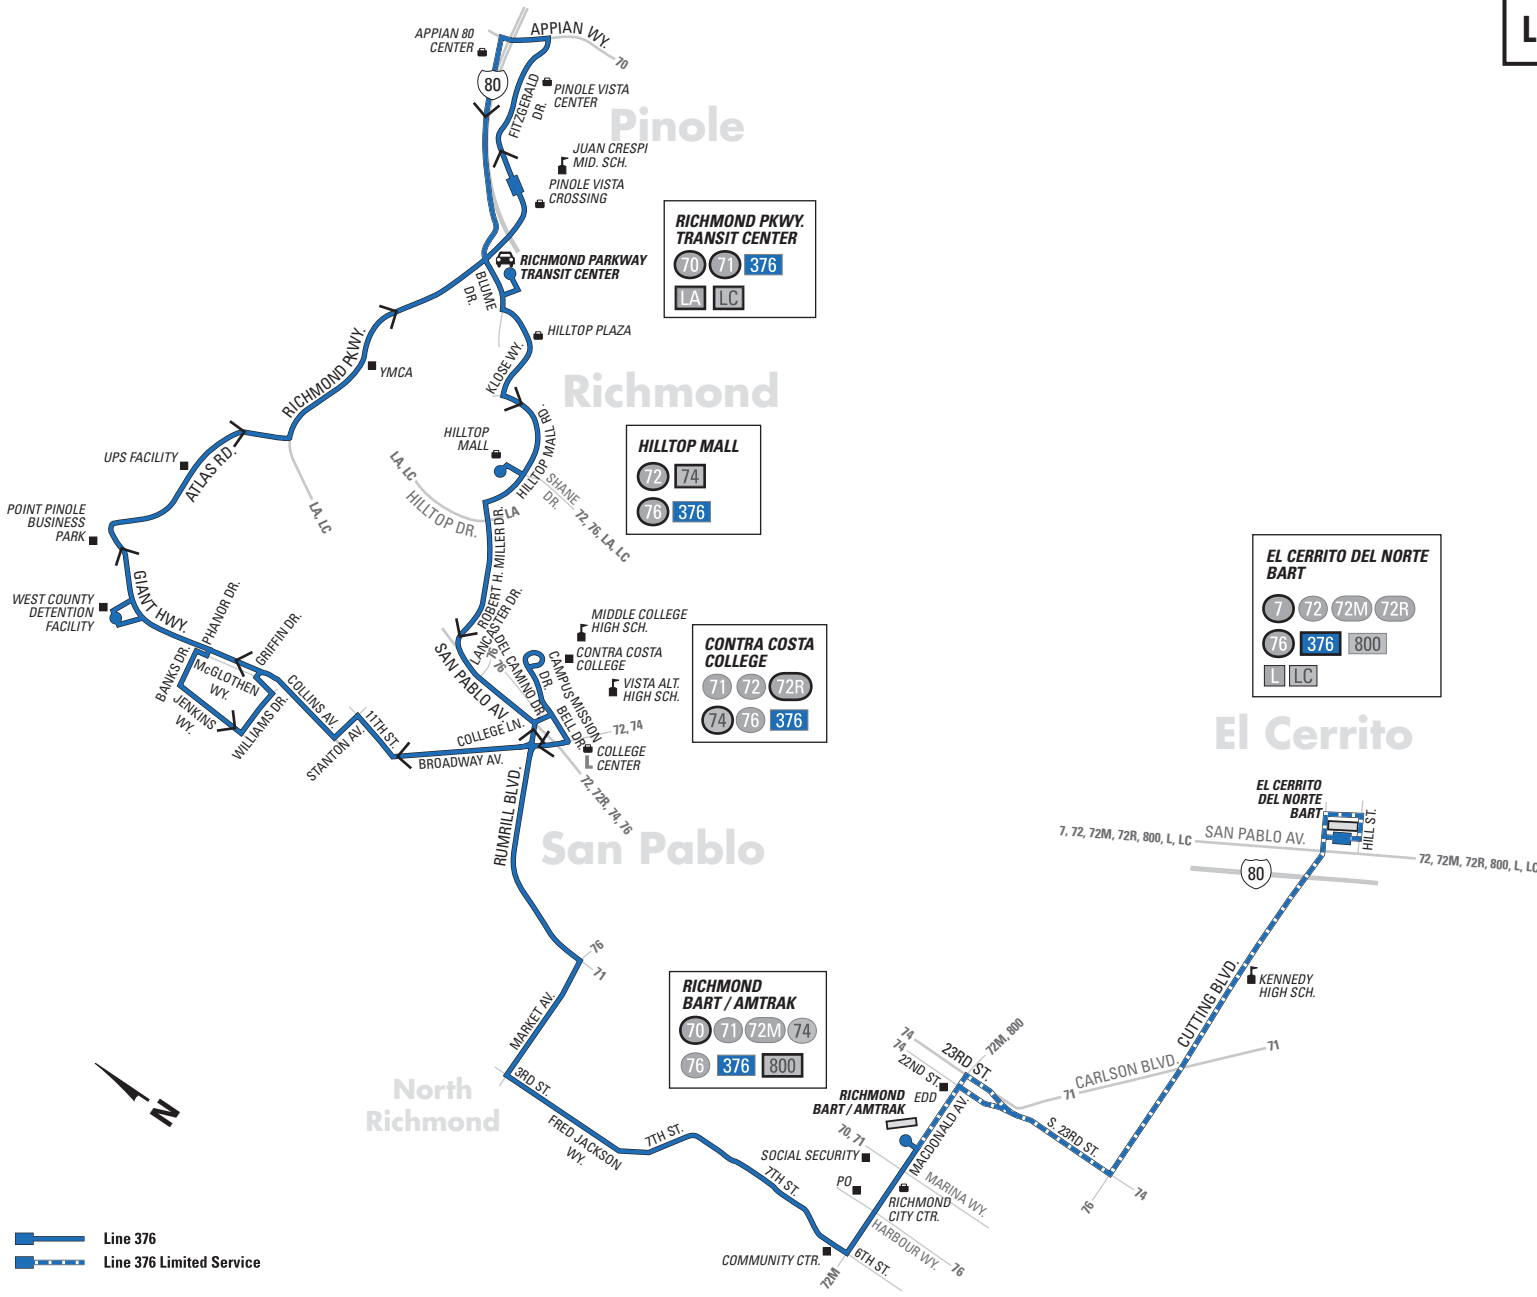 L
APPIAN 80
CENTER
APPIAN WY.
70
80
FITZGERALD
DR.
PINOLE VISTA
CENTER
Pinole
JUAN CRESPI
MID. SCH.
PINOLE VISTA
CROSSING
RICHMOND PKWY.
TRANSIT CENTER
70 71 376
LA LC
RICHMOND PARKWAY
TRANSIT CENTER
BLUME
DR.
HILLTOP PLAZA
RICHMOND PKWY.
YMCA
KLOSE WY.
Richmond
HILLTOP
MALL
HILLTOP MALL RD.
HILLTOP MALL
72 74
76 376
UPS FACILITY
ATLAS RD.
LA, LC
LA, LC
HILLTOP DR.
LA
SHANE
DR.
72, 76, LA, LC
POINT PINOLE
BUSINESS
PARK
ROBERT H. MILLER DR.
GIANT HWY.
WEST COUNTY
DETENTION
FACILITY
PHANOR DR.
GRIFFIN DR.
BANKS DR.
McGLOTHEN
WY.
JENKINS
WY.
WILLIAMS DR.
COLLINS AV.
STANTON AV.
11TH ST.
LANCASTER DR.
76
SAN PABLO AV.
DEL CAMINO DR.
MIDDLE COLLEGE
HIGH SCH.
CONTRA COSTA
COLLEGE
VISTA ALT.
HIGH SCH.
CAMPUS
DR.
MISSION
BELL DR.
72, 74
COLLEGE LN.
BROADWAY AV.
L
COLLEGE
CENTER
72, 72R, 74, 76
CONTRA COSTA
COLLEGE
71 72 72R
74 76 376
RUMRILL BLVD.
San Pablo
76
71
MARKET AV.
EL CERRITO DEL NORTE
BART
7 72 72M 72R
76 376 800
L LC
El Cerrito
EL CERRITO
DEL NORTE
BART
HILL ST.
7, 72, 72M, 72R, 800, L, LC
SAN PABLO AV.
72, 72M, 72R, 800, L, LC
80
KENNEDY
HIGH SCH.
CUTTING BLVD.
CARLSON BLVD.
71
71
RICHMOND
BART / AMTRAK
70 71 72M 74
76 376 800
North
Richmond
3RD ST.
FRED JACKSON
WY.
7TH ST.
7TH ST.
74
74
23RD ST.
72M, 800
22ND ST.
EDD
RICHMOND
BART / AMTRAK
MACDONALD AV.
S. 23RD ST.
70, 71
SOCIAL SECURITY
PO
MARINA WY.
RICHMOND
CITY CTR.
HARBOUR WY.
76
74
76
COMMUNITY CTR.
6TH ST.
72M
N
Line 376
Line 376 Limited Service